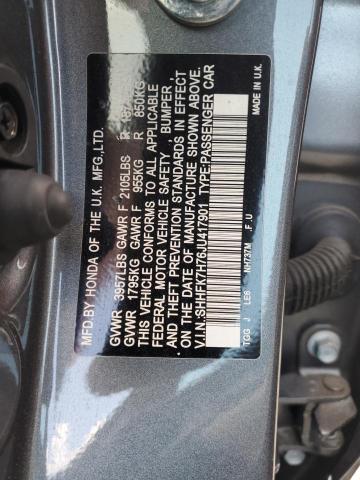 MFD.BY HONDA OF THE U.K. MFG.,LTD.
GVWR 3957LBS GAWR F 2105LBS R
GVWR 1795KG GAWR F 955KG R 850KG
THIS VEHICLE CONFORMS TO ALL APPLICABLE
FEDERAL MOTOR VEHICLE SAFETY, BUMPER,
AND THEFT PREVENTION STANDARDS IN EFFECT
ON THE DATE OF MANUFACTURE SHOWN ABOVE.
V.I.N.:SHHFK7H76JU417901 TYPE:PASSENGER CAR
TGG J LE6 NH737M .F.U MADE IN U.K.